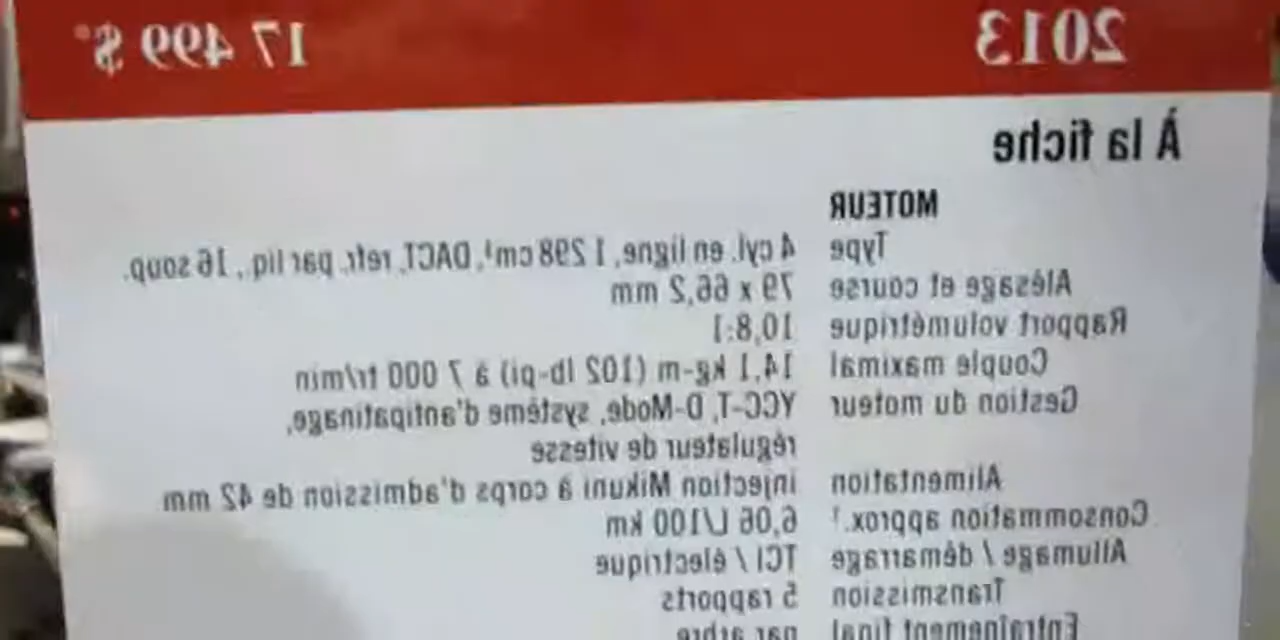 2013 17 499 $*
À la fiche
MOTEUR
Type 4 cyl. en ligne, 1 298 cm³, DACT, refr. par liq., 16 soup.
Alésage et course 79 x 66,2 mm
Rapport volumétrique 10,8:1
Couple maximal 14,1 kg-m (102 lb-pi) à 7 000 tr/min
Gestion du moteur YCC-T, D-Mode, système d'antipatinage,
régulateur de vitesse
Alimentation injection Mikuni à corps d'admission de 42 mm
Consommation approx.¹ 6,06 L/100 km
Allumage / démarrage TCI / électrique
Transmission 5 rapports
Entraînement final par arbre